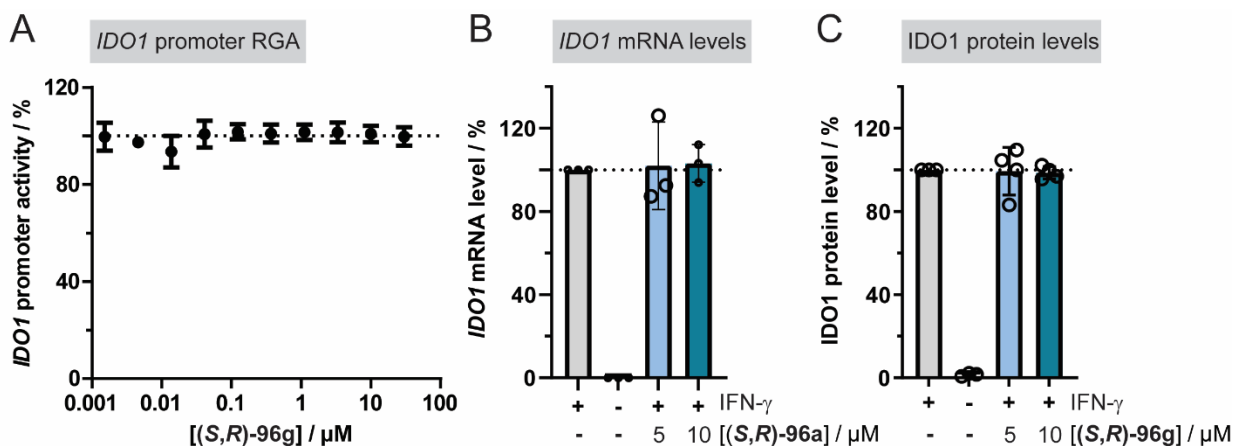 A
IDO1 promoter RGA
IDO1 promoter activity / %
120
80
40
0
0.001 0.01 0.1 1 10 100
[(S,R)-96g] / µM
B
IDO1 mRNA levels
IDO1 mRNA level / %
120
80
40
0
+ - + + IFN-γ
- - 5 10 [(S,R)-96a] / µM
C
IDO1 protein levels
IDO1 protein level / %
120
80
40
0
+ - + + IFN-γ
- - 5 10 [(S,R)-96g] / µM